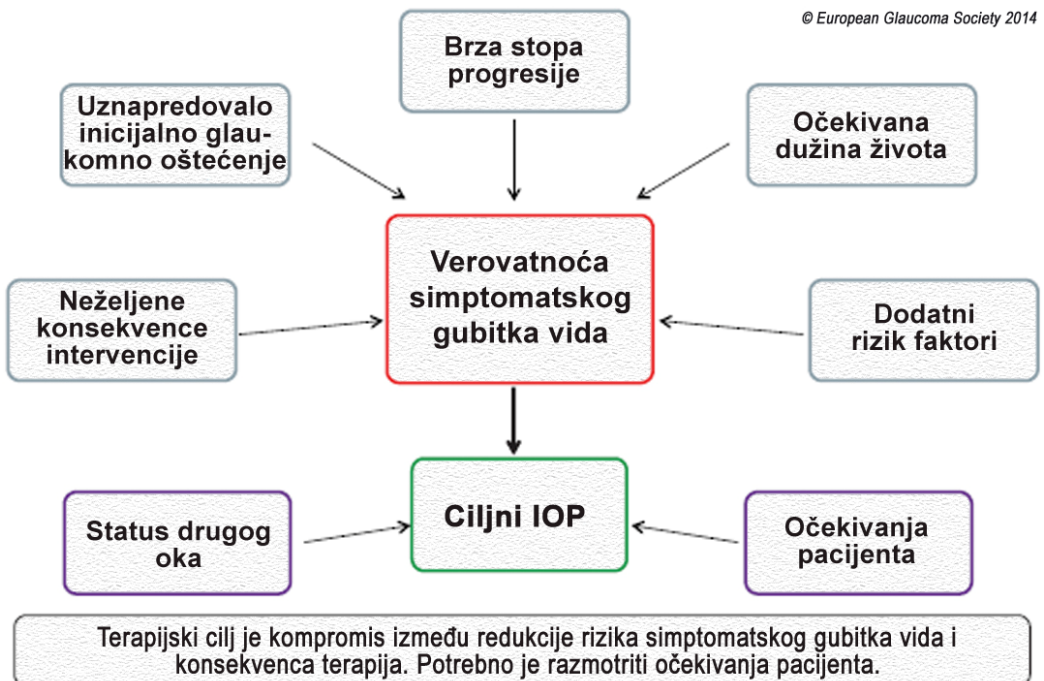 © European Glaucoma Society 2014
Brza stopa
progresije
Uznapredovalo
inicijalno glau-
komno oštećenje
Očekivana
dužina života
Verovatnoća
simptomatskog
gubitka vida
Neželjene
konsekvence
intervencije
Dodatni
rizik faktori
Ciljni IOP
Status drugog
oka
Očekivanja
pacijenta
Terapijski cilj je kompromis između redukcije rizika simptomatskog gubitka vida i
konsekvenca terapija. Potrebno je razmotriti očekivanja pacijenta.